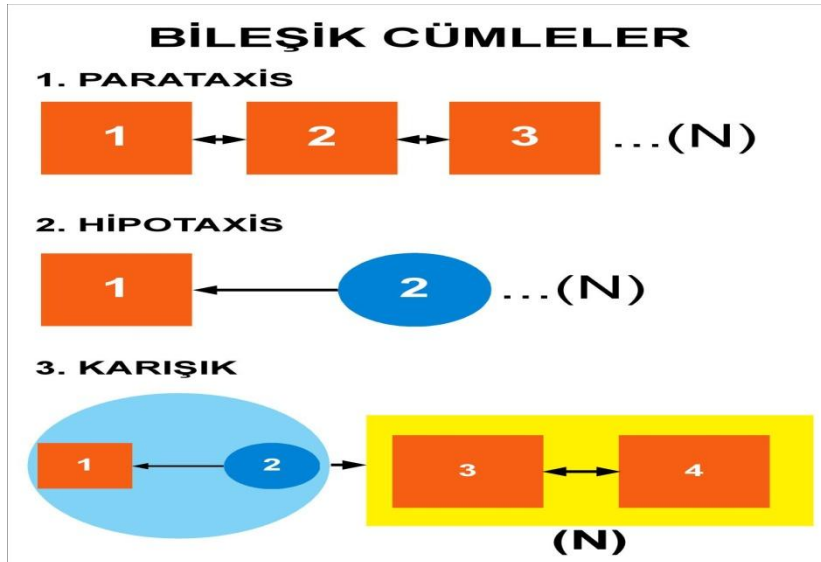 BİLEŞİK CÜMLELER
1. PARATAXİS
1 2 3 ...(N)
2. HİPOTAXİS
1 2 ...(N)
3. KARIŞIK
1 2 3 4
(N)